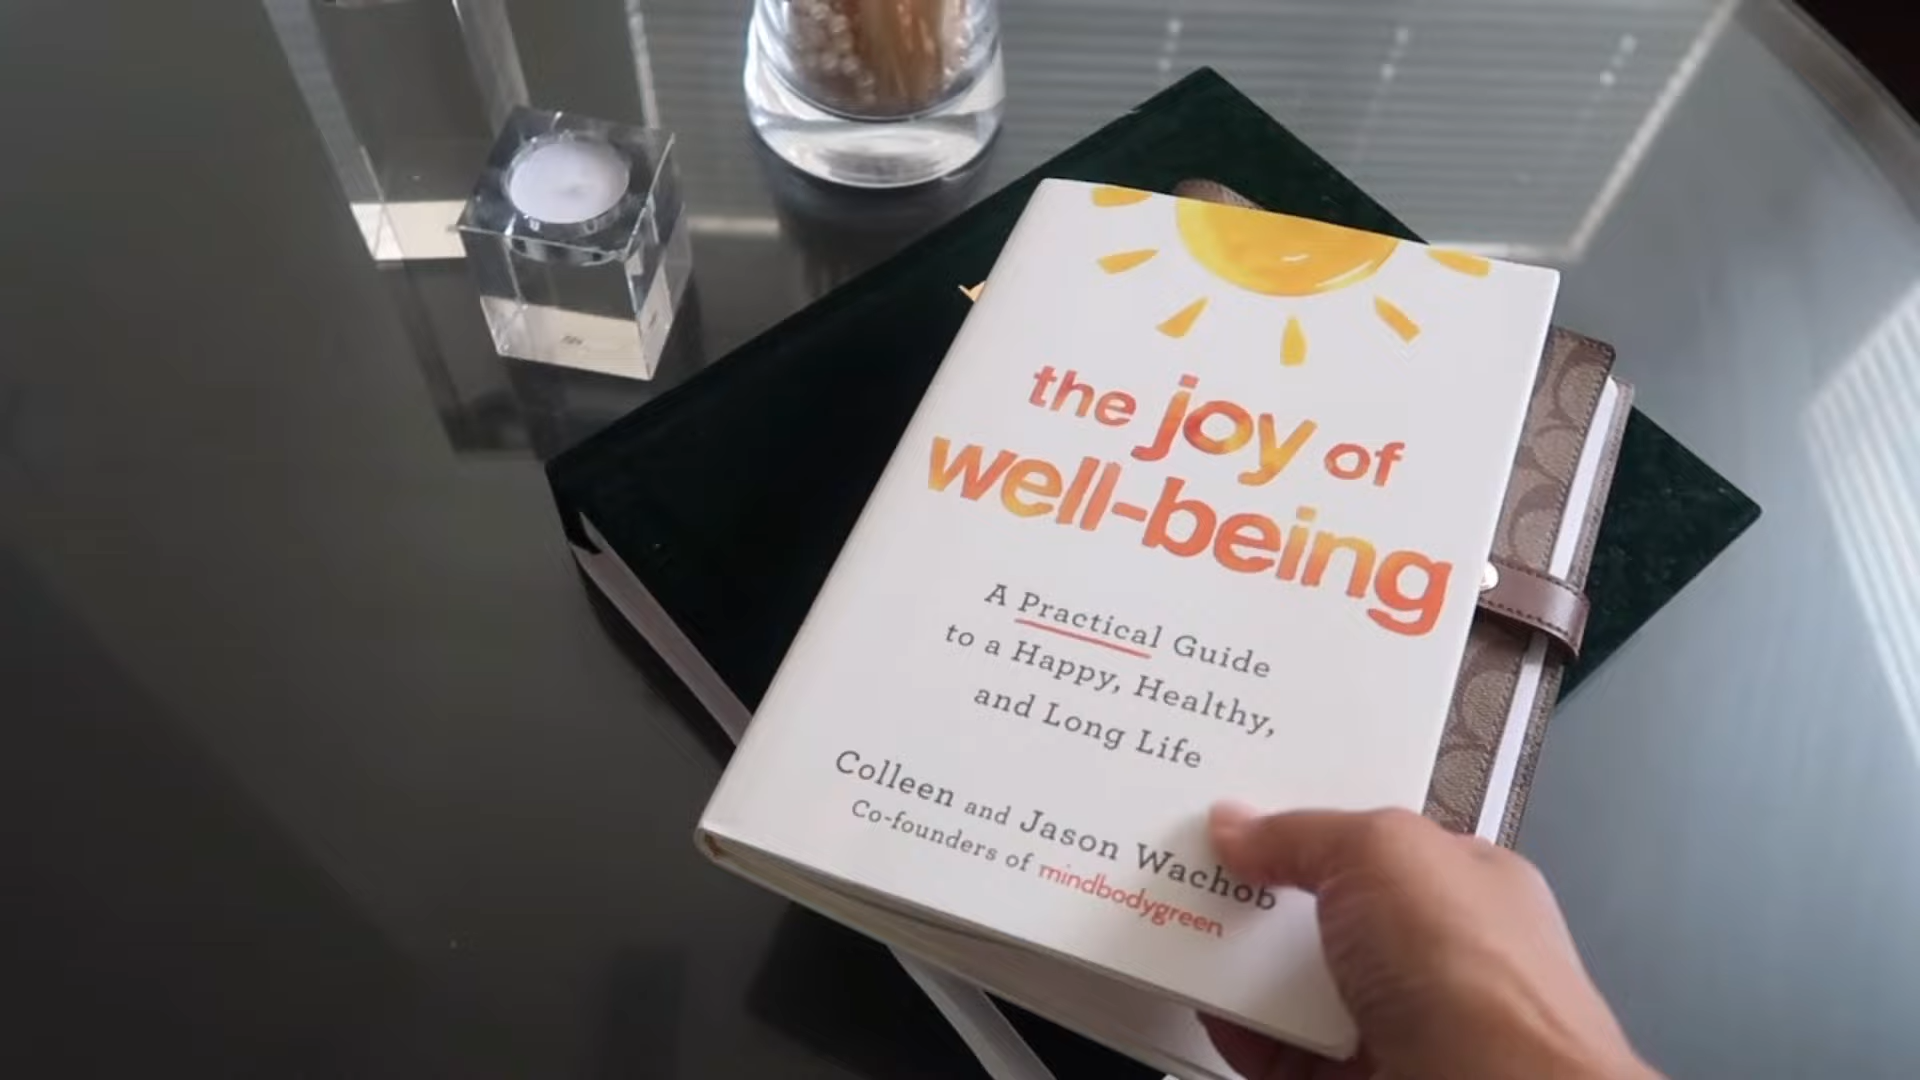 the joy of
well-being
A Practical Guide
to a Happy, Healthy,
and Long Life
Colleen and Jason Wachob
Co-founders of mindbodygreen